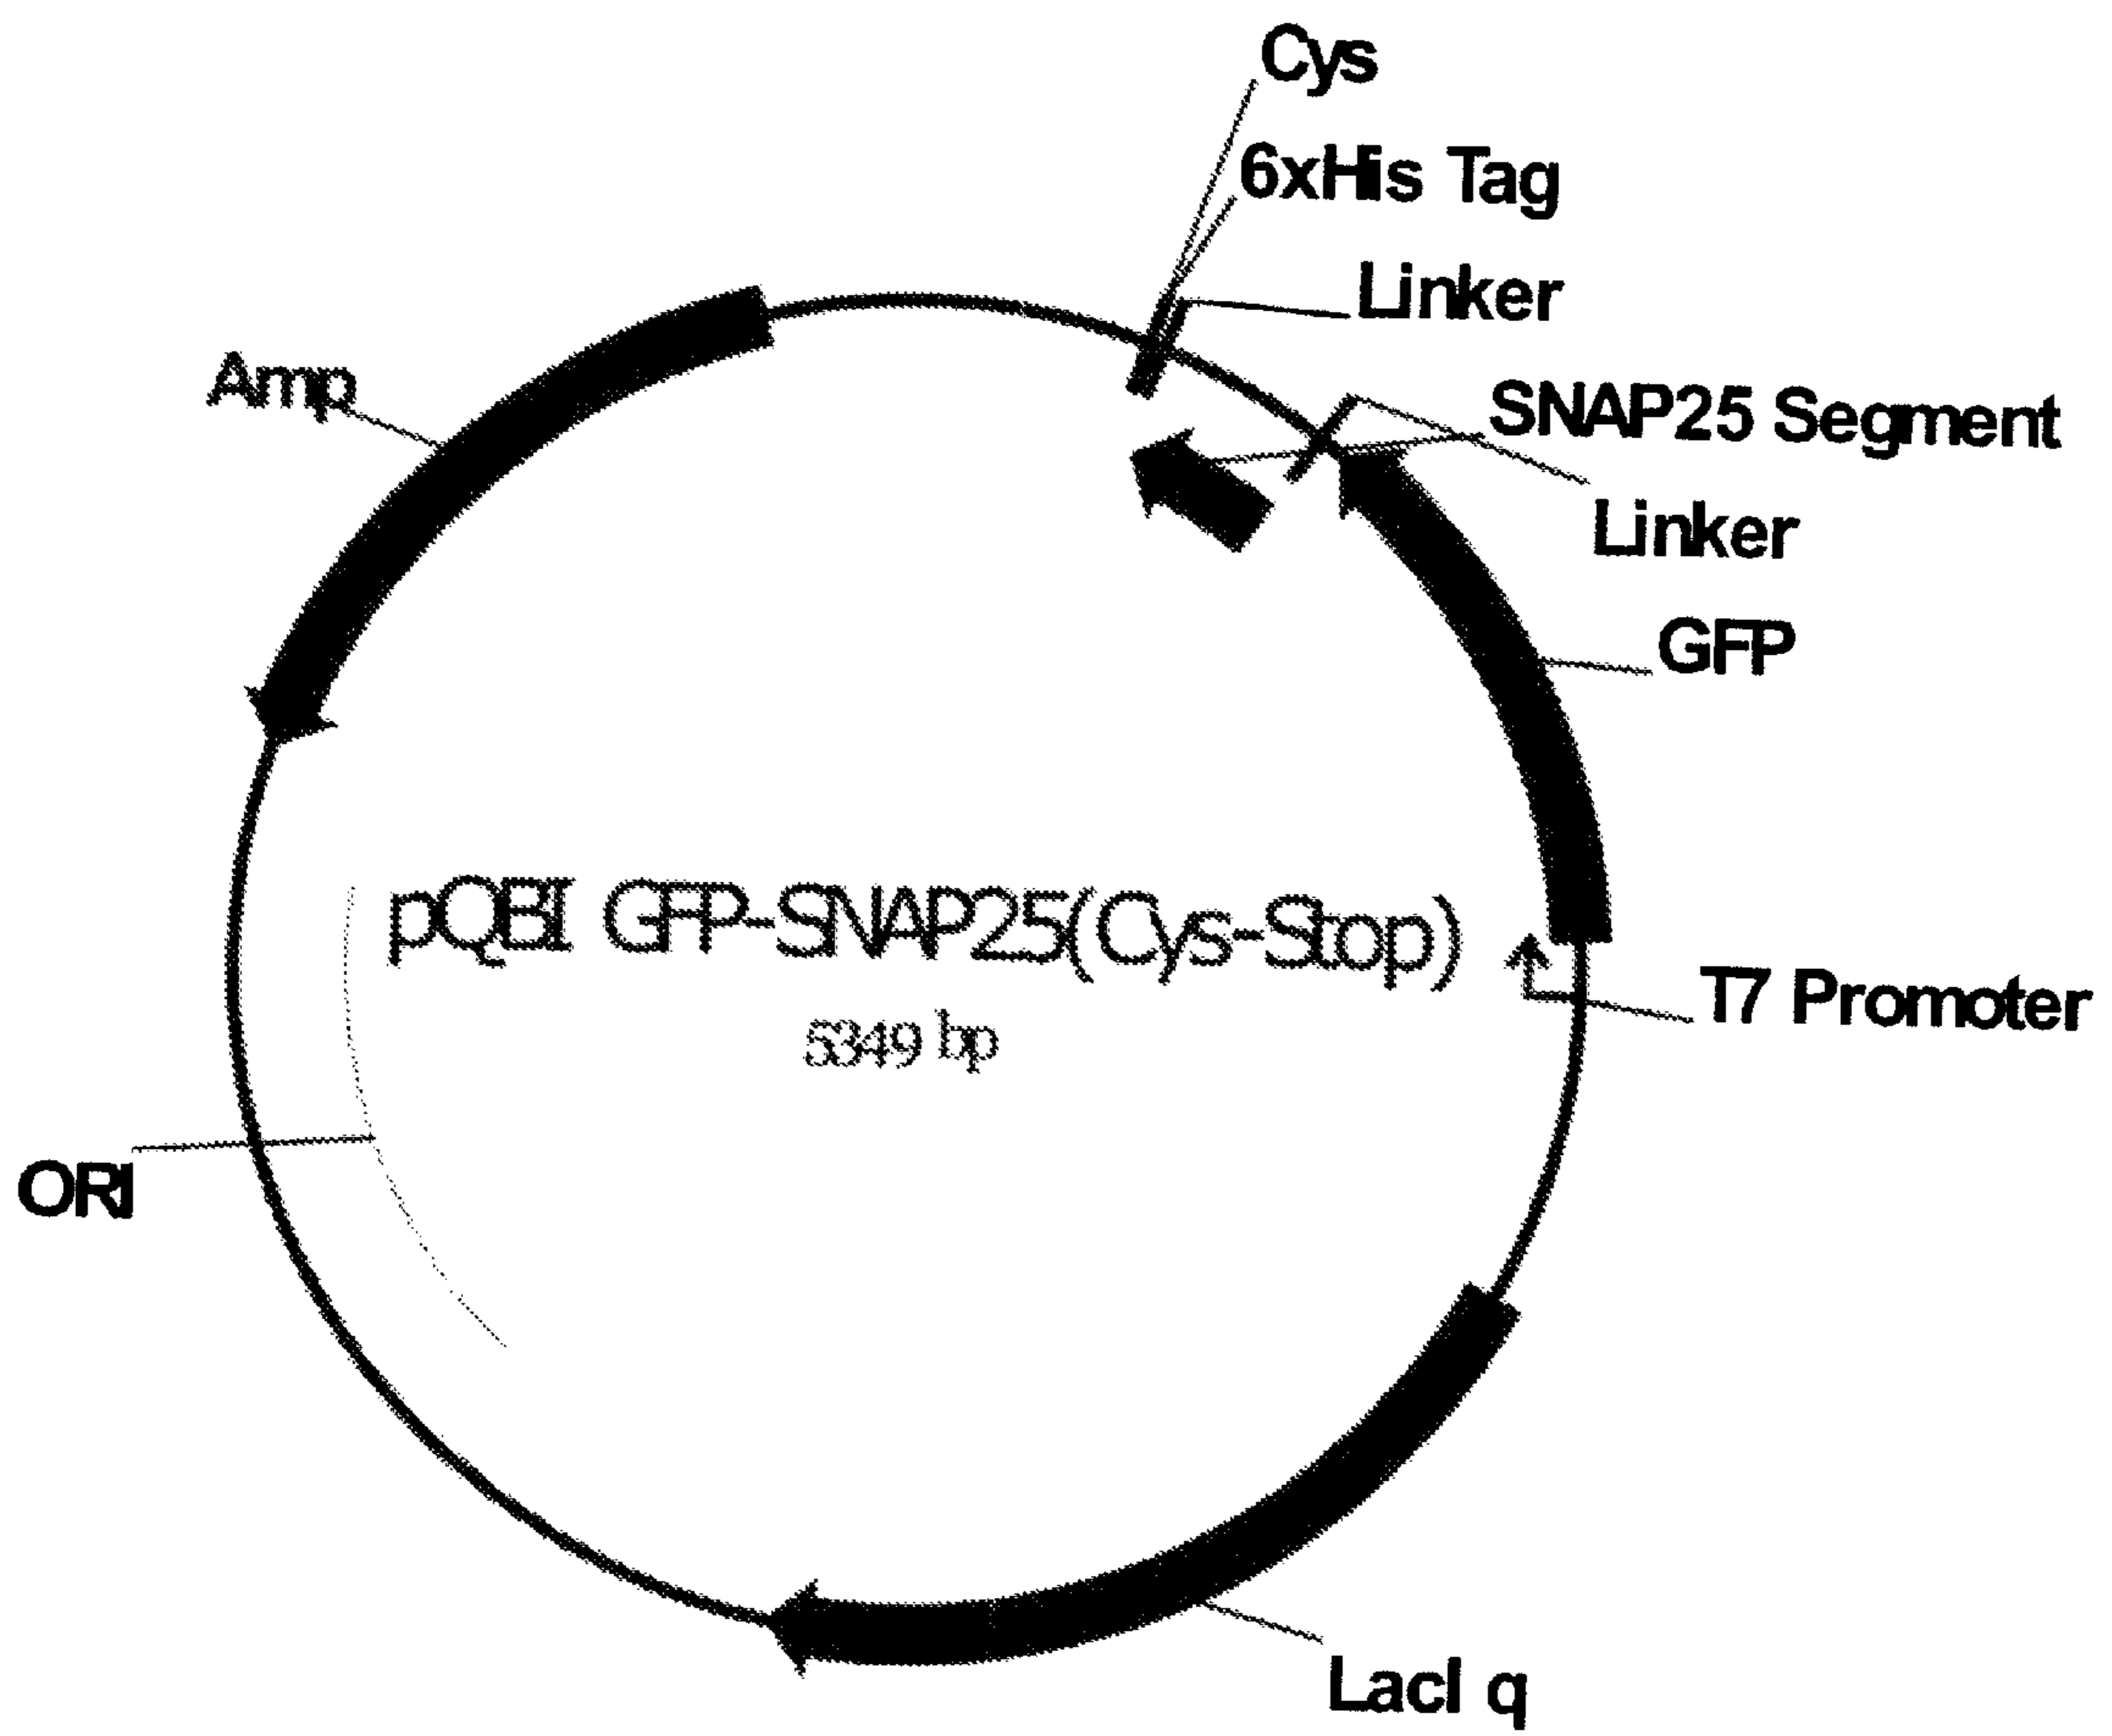 Cys
6xHis Tag
Linker
Amp
SNAP25 Segment
Linker
GFP
pQBI GFP-SNAP25(Cys-Stop)
5349 bp
T7 Promoter
ORI
LacI q